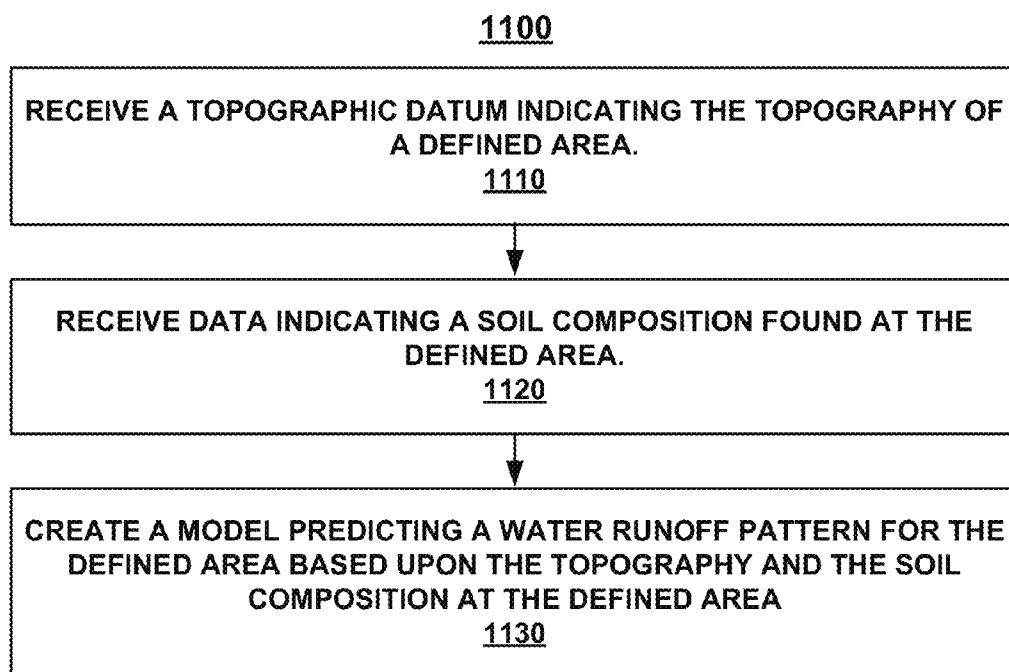 1100
RECEIVE A TOPOGRAPHIC DATUM INDICATING THE TOPOGRAPHY OF
A DEFINED AREA.
1110
RECEIVE DATA INDICATING A SOIL COMPOSITION FOUND AT THE
DEFINED AREA.
1120
CREATE A MODEL PREDICTING A WATER RUNOFF PATTERN FOR THE
DEFINED AREA BASED UPON THE TOPOGRAPHY AND THE SOIL
COMPOSITION AT THE DEFINED AREA
1130